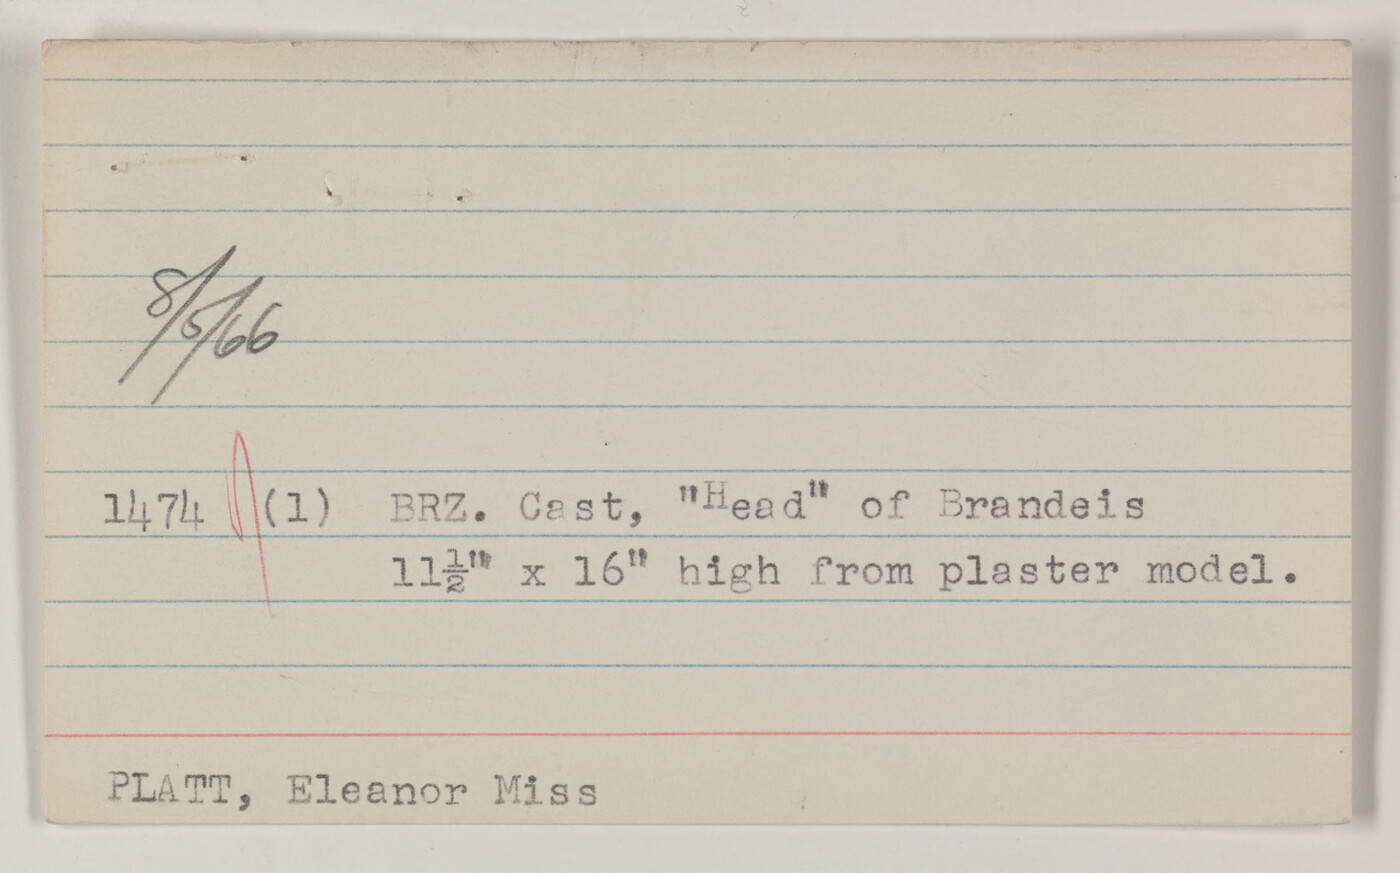 8/5/66
1474 (1) BRZ. Cast, "Head" of Brandeis
11½" x 16" high from plaster model.
PLATT, Eleanor Miss